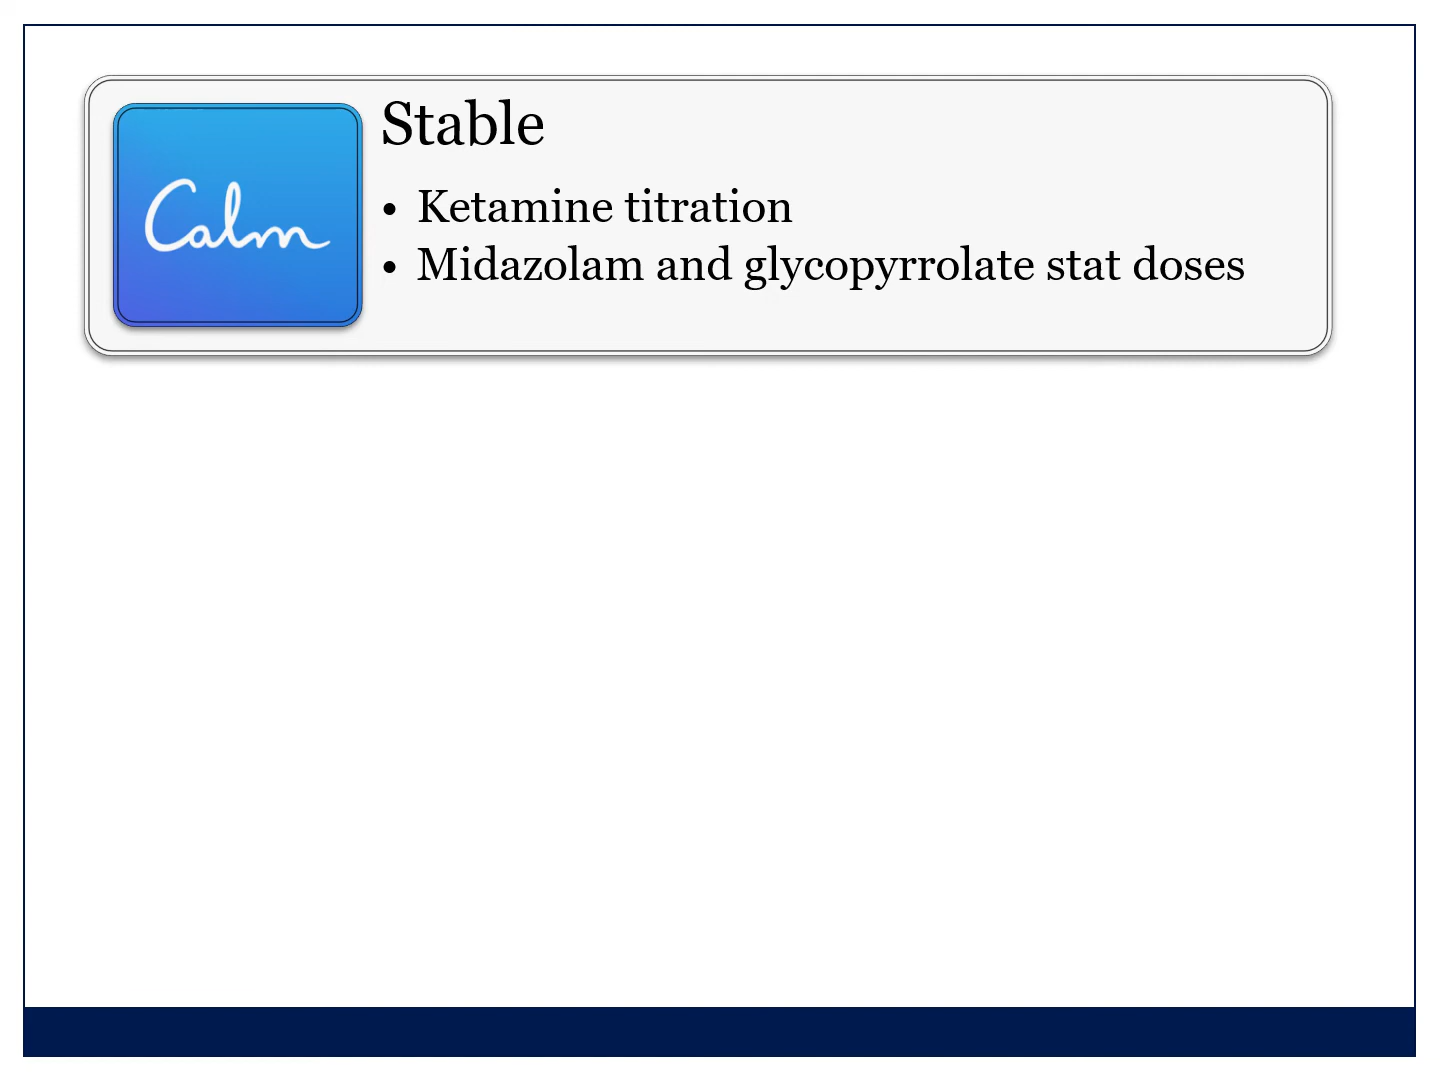 Calm
Stable
• Ketamine titration
• Midazolam and glycopyrrolate stat doses